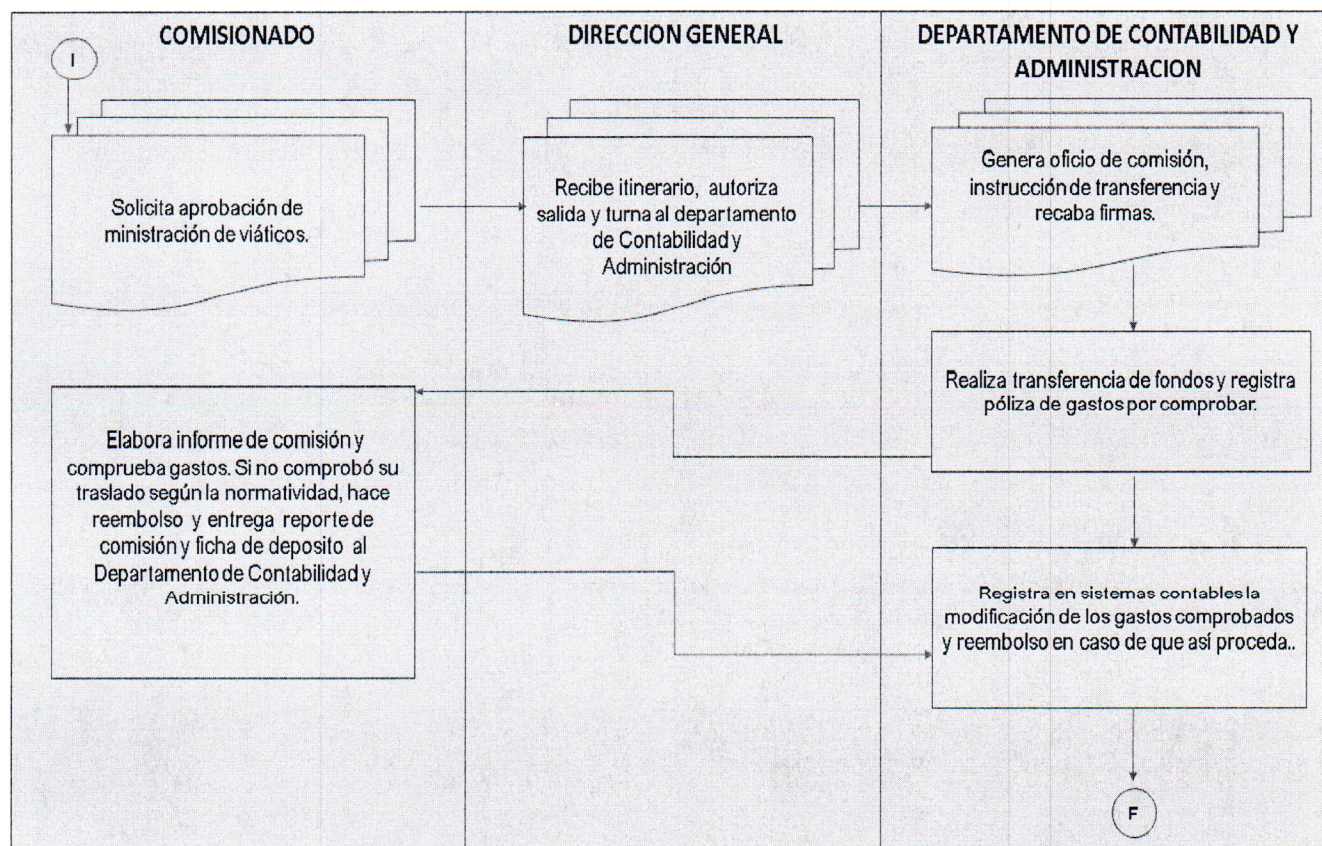 COMISIONADO
DIRECCION GENERAL
DEPARTAMENTO DE CONTABILIDAD Y
ADMINISTRACION
I
Solicita aprobación de
ministración de viáticos.
Recibe itinerario, autoriza
salida y turna al departamento
de Contabilidad y
Administración
Genera oficio de comisión,
instrucción de transferencia y
recaba firmas.
Realiza transferencia de fondos y registra
póliza de gastos por comprobar.
Elabora informe de comisión y
comprueba gastos. Si no comprobó su
traslado según la normatividad, hace
reembolso y entrega reporte de
comisión y ficha de deposito al
Departamento de Contabilidad y
Administración.
Registra en sistemas contables la
modificación de los gastos comprobados
y reembolso en caso de que así proceda..
F